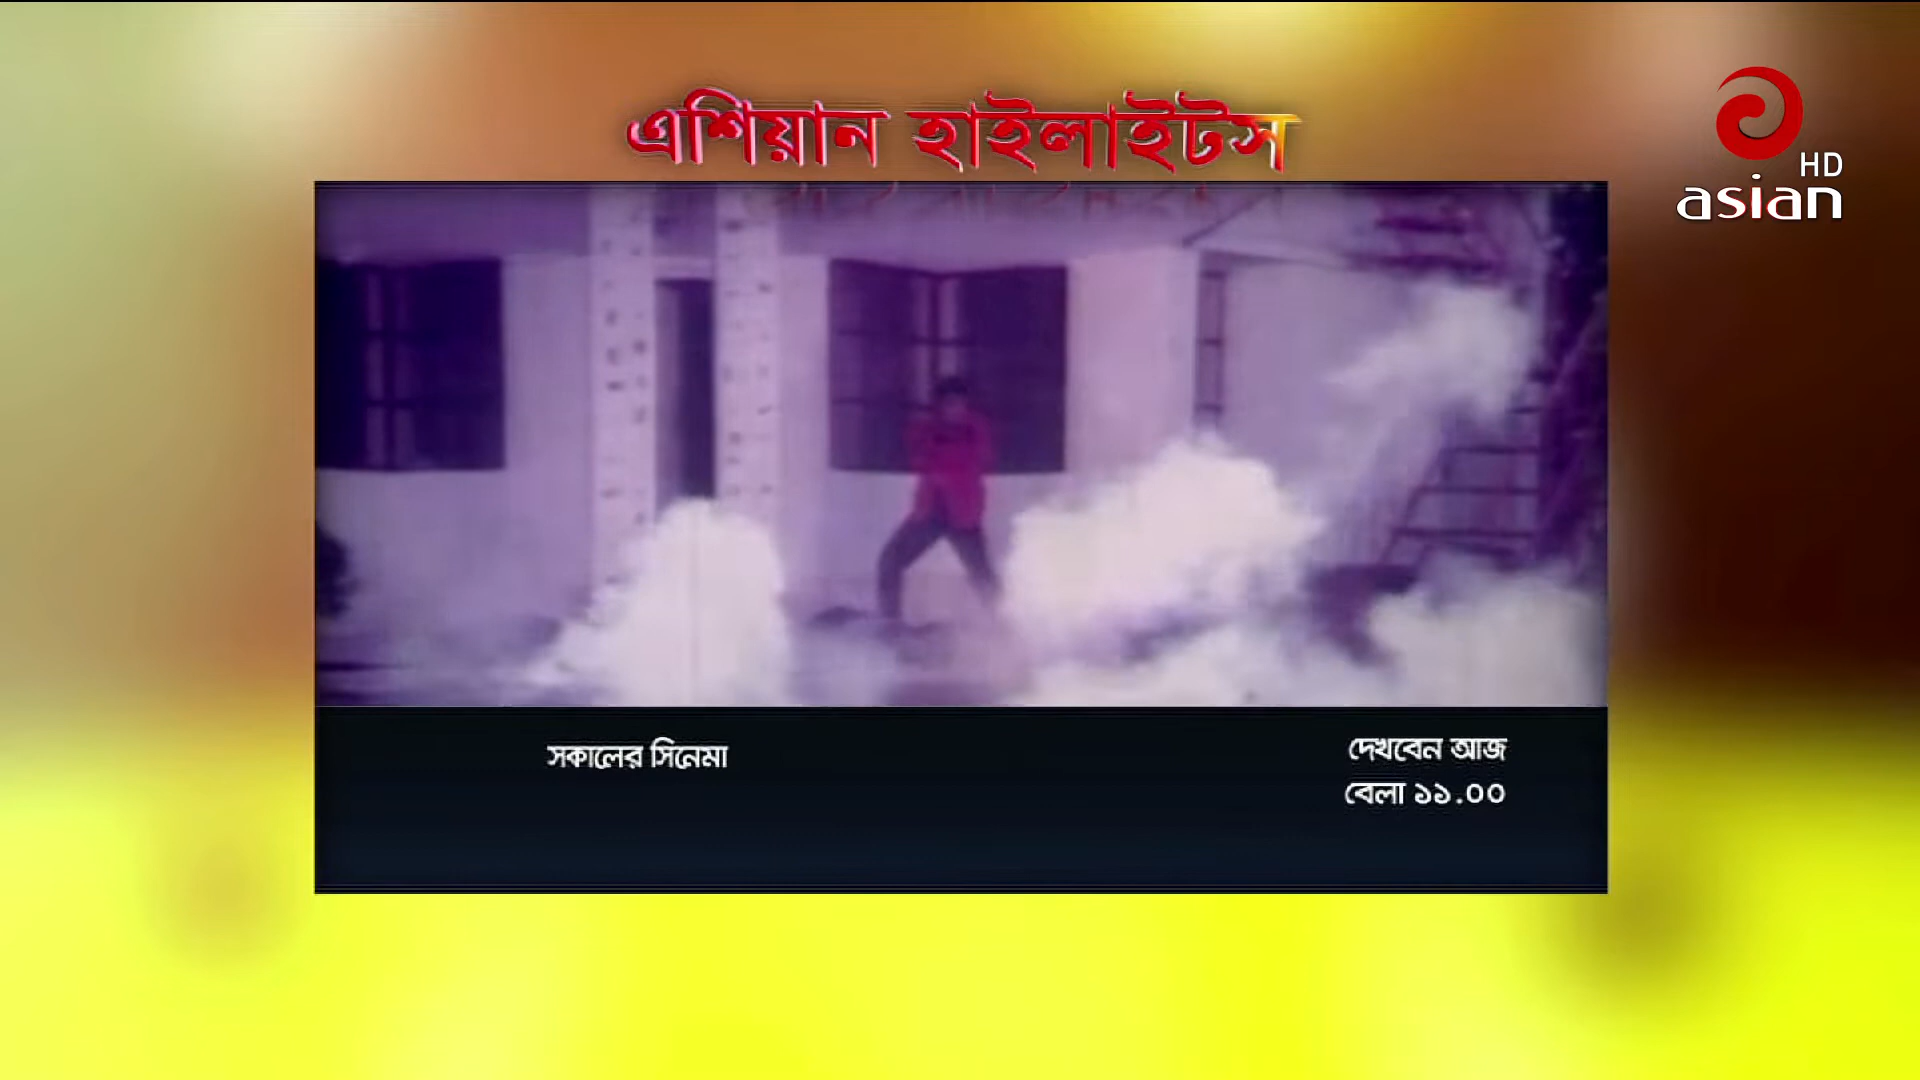 এশিয়ান হাইলাইটস
HD
asian
সকালের সিনেমা
দেখবেন আজ
বেলা ১১.০০